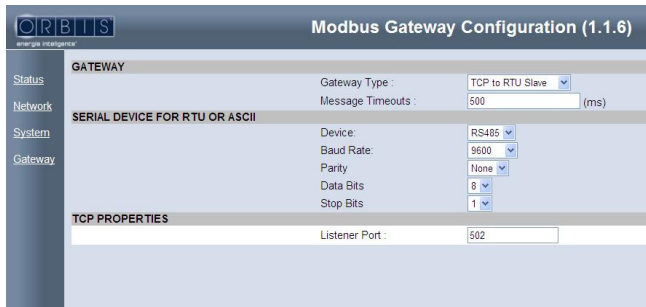 ORBIS
energía inteligente
Modbus Gateway Configuration (1.1.6)
Status
Network
System
Gateway
GATEWAY
Gateway Type : TCP to RTU Slave
Message Timeouts : 500 (ms)
SERIAL DEVICE FOR RTU OR ASCII
Device: RS485
Baud Rate: 9600
Parity None
Data Bits 8
Stop Bits 1
TCP PROPERTIES
Listener Port : 502